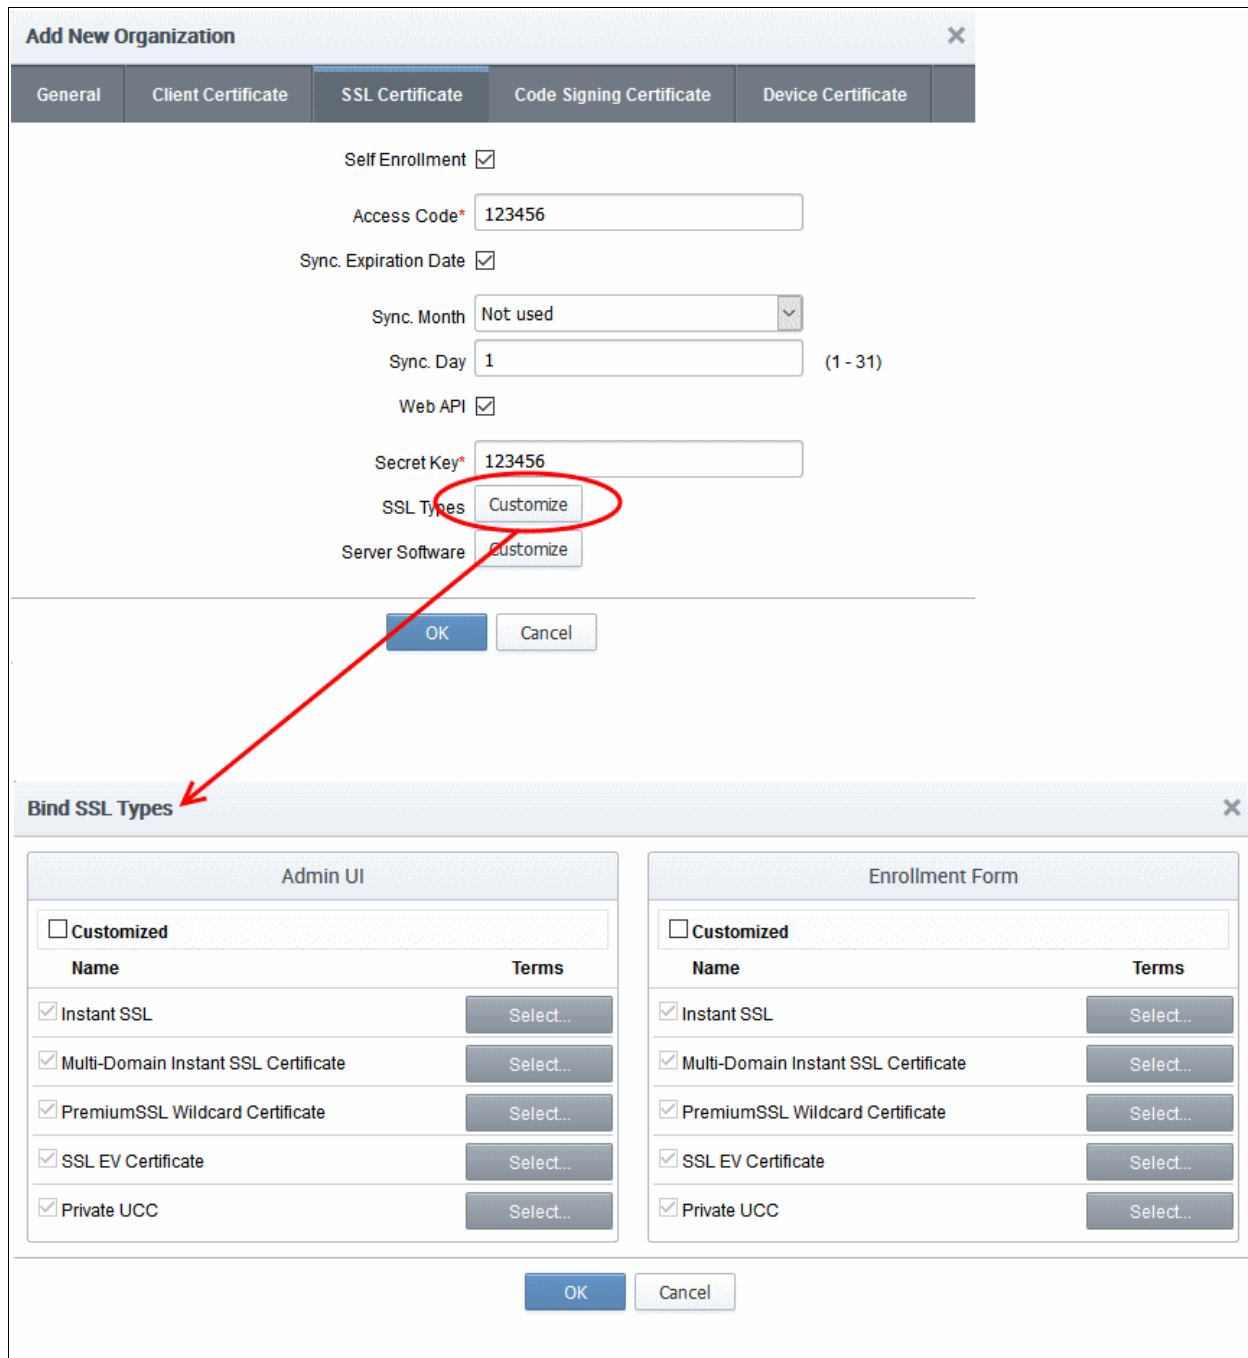 Add New Organization
General Client Certificate SSL Certificate Code Signing Certificate Device Certificate
Self Enrollment
Access Code* 123456
Sync. Expiration Date
Sync. Month Not used
Sync. Day 1 (1 - 31)
Web API
Secret Key* 123456
SSL Types Customize
Server Software Customize
OK Cancel
Bind SSL Types
Admin UI
Customized
Name Terms
Instant SSL Select...
Multi-Domain Instant SSL Certificate Select...
PremiumSSL Wildcard Certificate Select...
SSL EV Certificate Select...
Private UCC Select...
Enrollment Form
Customized
Name Terms
Instant SSL Select...
Multi-Domain Instant SSL Certificate Select...
PremiumSSL Wildcard Certificate Select...
SSL EV Certificate Select...
Private UCC Select...
OK Cancel